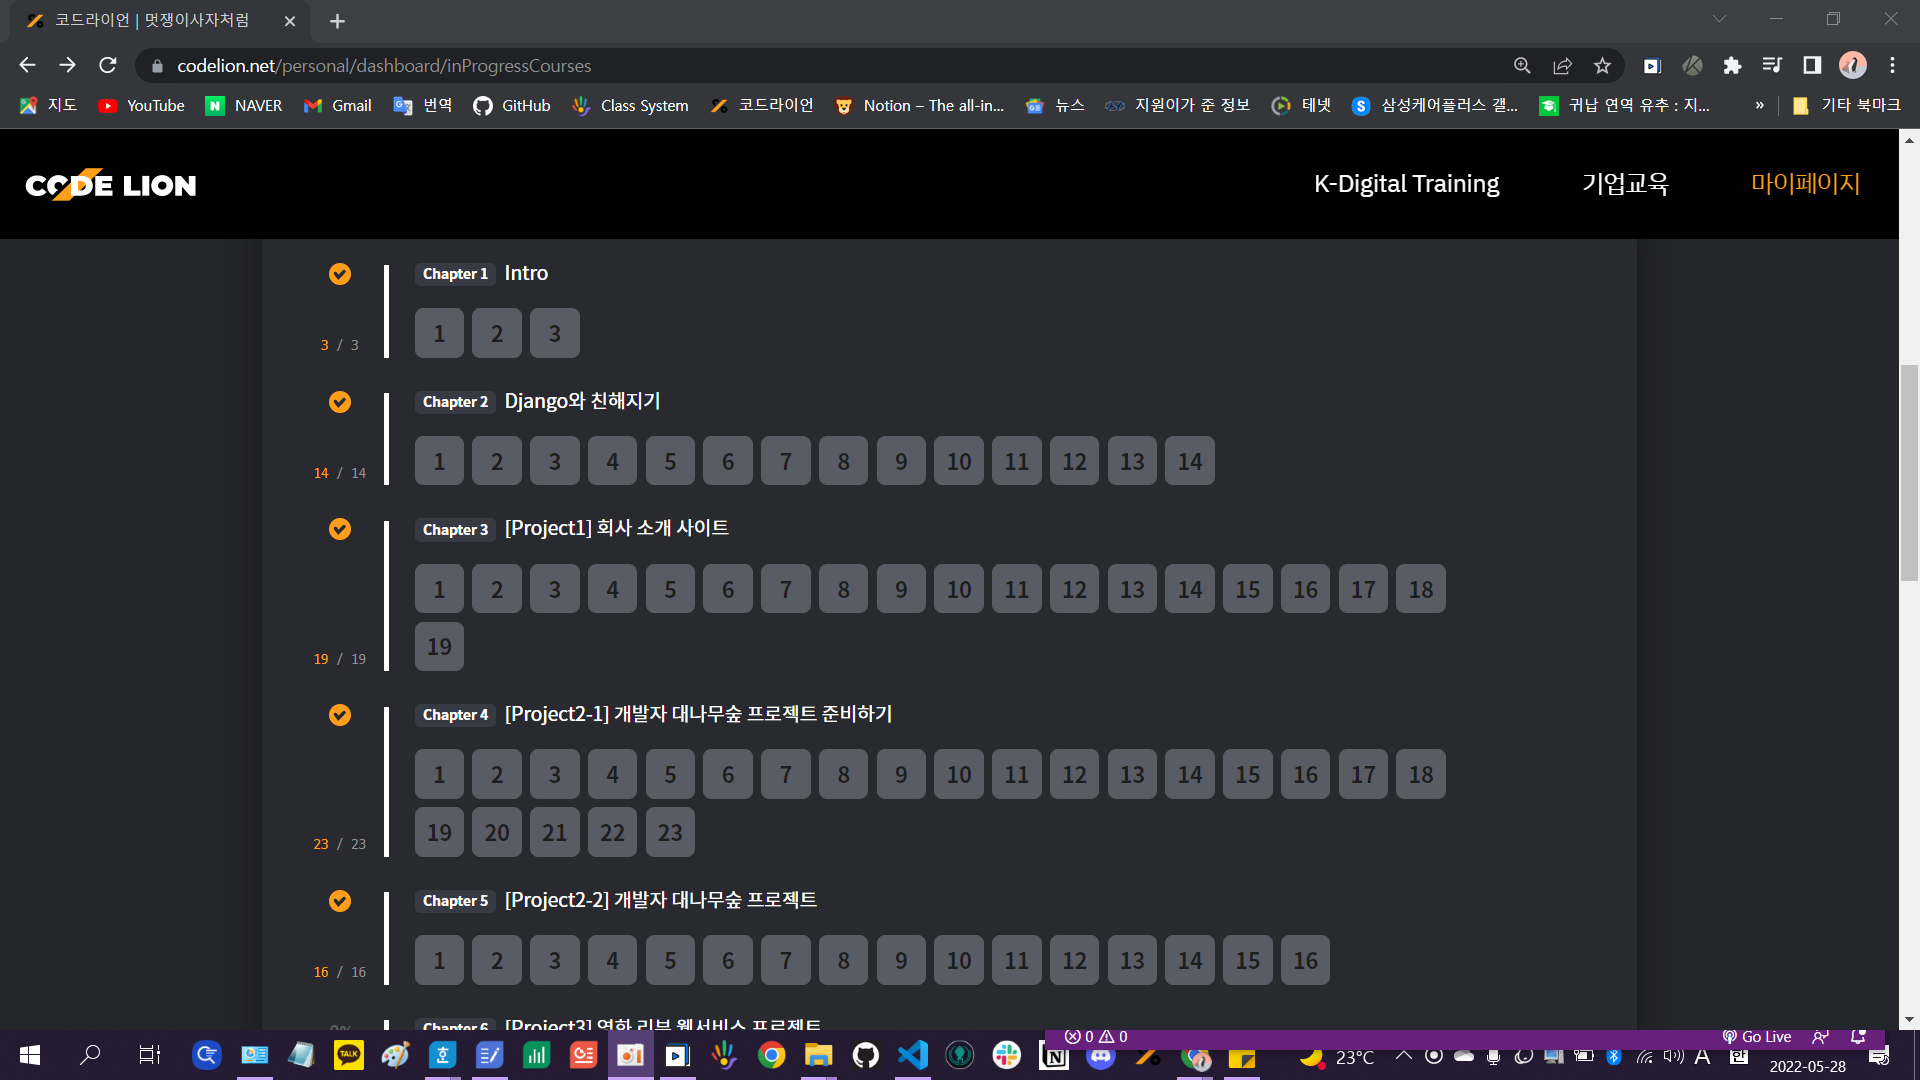 코드라이언 | 멋쟁이사자처럼
codelion.net/personal/dashboard/inProgressCourses
지도 YouTube NAVER Gmail 번역 GitHub Class System 코드라이언 Notion – The all-in... 뉴스 지원이가 준 정보 테넷 삼성케어플러스 갤... 귀납 연역 유추 : 지... » 기타 북마크
CODE LION K-Digital Training 기업교육 마이페이지
Chapter 1 Intro
1 2 3
3 / 3
Chapter 2 Django와 친해지기
1 2 3 4 5 6 7 8 9 10 11 12 13 14
14 / 14
Chapter 3 [Project1] 회사 소개 사이트
1 2 3 4 5 6 7 8 9 10 11 12 13 14 15 16 17 18
19
19 / 19
Chapter 4 [Project2-1] 개발자 대나무숲 프로젝트 준비하기
1 2 3 4 5 6 7 8 9 10 11 12 13 14 15 16 17 18
19 20 21 22 23
23 / 23
Chapter 5 [Project2-2] 개발자 대나무숲 프로젝트
1 2 3 4 5 6 7 8 9 10 11 12 13 14 15 16
16 / 16
0% Chapter 6 [Project3] 영화 리뷰 웹서비스 프로젝트
0 0 Go Live
TALK 23°C A 한
2022-05-28